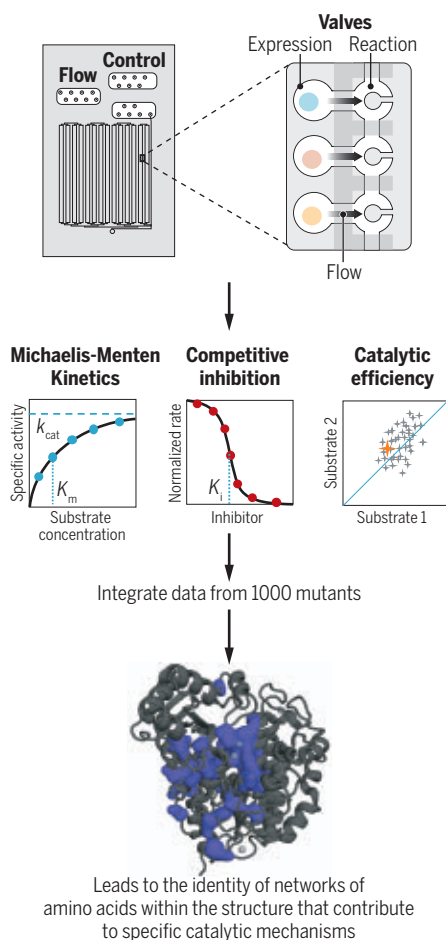 Valves
Control
Flow
Expression
Reaction
Flow
Michaelis-Menten
Kinetics
Specific activity
kcat
Km
Substrate
concentration
Competitive
inhibition
Normalized rate
Ki
Inhibitor
Catalytic
efficiency
Substrate 2
Substrate 1
Integrate data from 1000 mutants
Leads to the identity of networks of
amino acids within the structure that contribute
to specific catalytic mechanisms